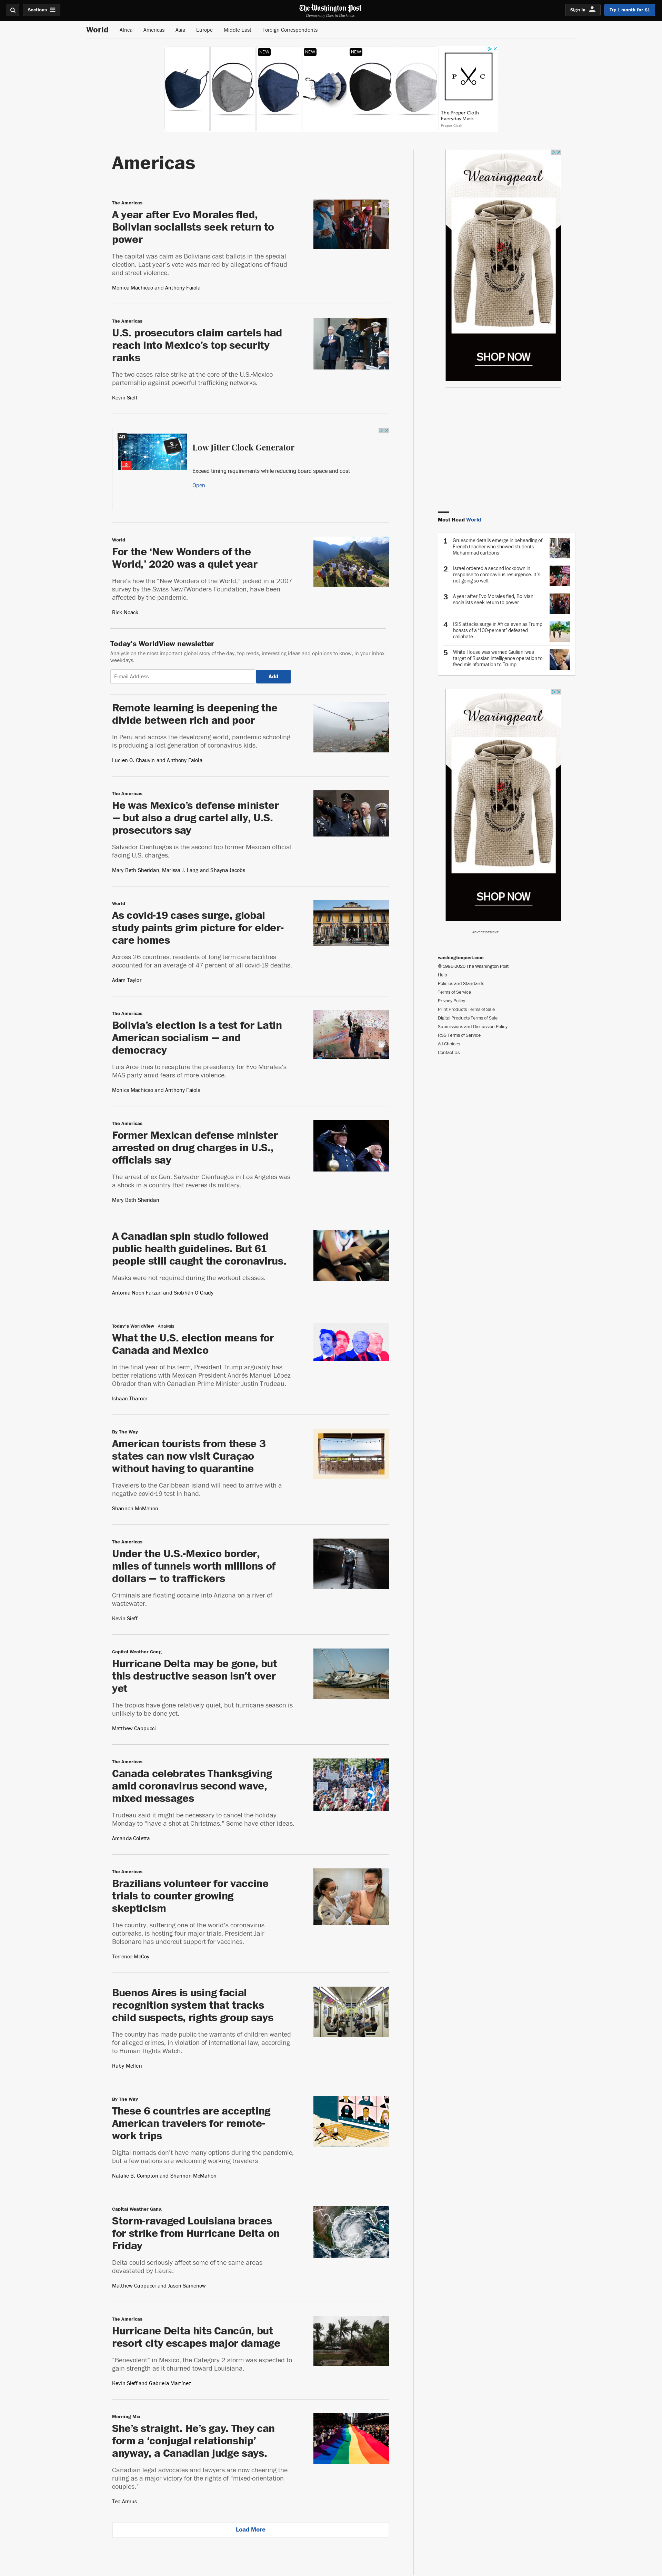 Sections
The Washington Post
Democracy Dies in Darkness
Sign In
Try 1 month for $1
World
Africa
Americas
Asia
Europe
Middle East
Foreign Correspondents
NEW
NEW
NEW
P C
The Proper Cloth
Everyday Mask
Proper Cloth
Americas
The Americas
A year after Evo Morales fled,
Bolivian socialists seek return to
power
The capital was calm as Bolivians cast ballots in the special
election. Last year's vote was marred by allegations of fraud
and street violence.
Monica Machicao and Anthony Faiola
The Americas
U.S. prosecutors claim cartels had
reach into Mexico's top security
ranks
The two cases raise strike at the core of the U.S.-Mexico
parternship against powerful trafficking networks.
Kevin Sieff
AD
Low Jitter Clock Generator
Exceed timing requirements while reducing board space and cost
Open
World
For the 'New Wonders of the
World,' 2020 was a quiet year
Here's how the "New Wonders of the World," picked in a 2007
survey by the Swiss New7Wonders Foundation, have been
affected by the pandemic.
Rick Noack
Today's WorldView newsletter
Analysis on the most important global story of the day, top reads, interesting ideas and opinions to know, in your inbox
weekdays.
E-mail Address
Add
Remote learning is deepening the
divide between rich and poor
In Peru and across the developing world, pandemic schooling
is producing a lost generation of coronavirus kids.
Lucien O. Chauvin and Anthony Faiola
The Americas
He was Mexico's defense minister
— but also a drug cartel ally, U.S.
prosecutors say
Salvador Cienfuegos is the second top former Mexican official
facing U.S. charges.
Mary Beth Sheridan, Marissa J. Lang and Shayna Jacobs
World
As covid-19 cases surge, global
study paints grim picture for elder-
care homes
Across 26 countries, residents of long-term-care facilities
accounted for an average of 47 percent of all covid-19 deaths.
Adam Taylor
The Americas
Bolivia's election is a test for Latin
American socialism — and
democracy
Luis Arce tries to recapture the presidency for Evo Morales's
MAS party amid fears of more violence.
Monica Machicao and Anthony Faiola
The Americas
Former Mexican defense minister
arrested on drug charges in U.S.,
officials say
The arrest of ex-Gen. Salvador Cienfuegos in Los Angeles was
a shock in a country that reveres its military.
Mary Beth Sheridan
A Canadian spin studio followed
public health guidelines. But 61
people still caught the coronavirus.
Masks were not required during the workout classes.
Antonia Noori Farzan and Siobhán O'Grady
Today's WorldView Analysis
What the U.S. election means for
Canada and Mexico
In the final year of his term, President Trump arguably has
better relations with Mexican President Andrés Manuel López
Obrador than with Canadian Prime Minister Justin Trudeau.
Ishaan Tharoor
By The Way
American tourists from these 3
states can now visit Curaçao
without having to quarantine
Travelers to the Caribbean island will need to arrive with a
negative covid-19 test in hand.
Shannon McMahon
The Americas
Under the U.S.-Mexico border,
miles of tunnels worth millions of
dollars — to traffickers
Criminals are floating cocaine into Arizona on a river of
wastewater.
Kevin Sieff
Capital Weather Gang
Hurricane Delta may be gone, but
this destructive season isn't over
yet
The tropics have gone relatively quiet, but hurricane season is
unlikely to be done yet.
Matthew Cappucci
The Americas
Canada celebrates Thanksgiving
amid coronavirus second wave,
mixed messages
Trudeau said it might be necessary to cancel the holiday
Monday to "have a shot at Christmas." Some have other ideas.
Amanda Coletta
The Americas
Brazilians volunteer for vaccine
trials to counter growing
skepticism
The country, suffering one of the world's coronavirus
outbreaks, is hosting four major trials. President Jair
Bolsonaro has undercut support for vaccines.
Terrence McCoy
Buenos Aires is using facial
recognition system that tracks
child suspects, rights group says
The country has made public the warrants of children wanted
for alleged crimes, in violation of international law, according
to Human Rights Watch.
Ruby Mellen
By The Way
These 6 countries are accepting
American travelers for remote-
work trips
Digital nomads don't have many options during the pandemic,
but a few nations are welcoming working travelers
Natalie B. Compton and Shannon McMahon
Capital Weather Gang
Storm-ravaged Louisiana braces
for strike from Hurricane Delta on
Friday
Delta could seriously affect some of the same areas
devastated by Laura.
Matthew Cappucci and Jason Samenow
The Americas
Hurricane Delta hits Cancún, but
resort city escapes major damage
"Benevolent" in Mexico, the Category 2 storm was expected to
gain strength as it churned toward Louisiana.
Kevin Sieff and Gabriela Martínez
Morning Mix
She's straight. He's gay. They can
form a 'conjugal relationship'
anyway, a Canadian judge says.
Canadian legal advocates and lawyers are now cheering the
ruling as a major victory for the rights of "mixed-orientation
couples."
Teo Armus
Load More
Wearingpearl
SHOP NOW
Most Read World
1 Gruesome details emerge in beheading of
French teacher who showed students
Muhammad cartoons
2 Israel ordered a second lockdown in
response to coronavirus resurgence. It's
not going so well.
3 A year after Evo Morales fled, Bolivian
socialists seek return to power
4 ISIS attacks surge in Africa even as Trump
boasts of a '100-percent' defeated
caliphate
5 White House was warned Giuliani was
target of Russian intelligence operation to
feed misinformation to Trump
Wearingpearl
SHOP NOW
ADVERTISEMENT
washingtonpost.com
© 1996-2020 The Washington Post
Help
Policies and Standards
Terms of Service
Privacy Policy
Print Products Terms of Sale
Digital Products Terms of Sale
Submissions and Discussion Policy
RSS Terms of Service
Ad Choices
Contact Us